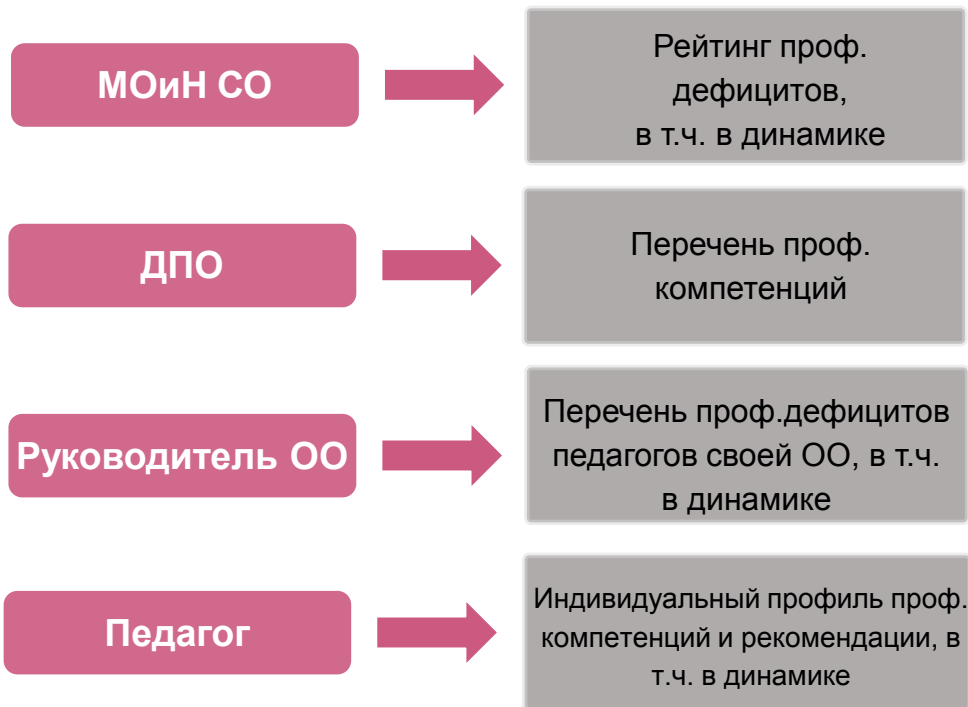 МОиН СО
Рейтинг проф.
дефицитов,
в т.ч. в динамике
ДПО
Перечень проф.
компетенций
Руководитель ОО
Перечень проф.дефицитов
педагогов своей ОО, в т.ч.
в динамике
Педагог
Индивидуальный профиль проф.
компетенций и рекомендации, в
т.ч. в динамике